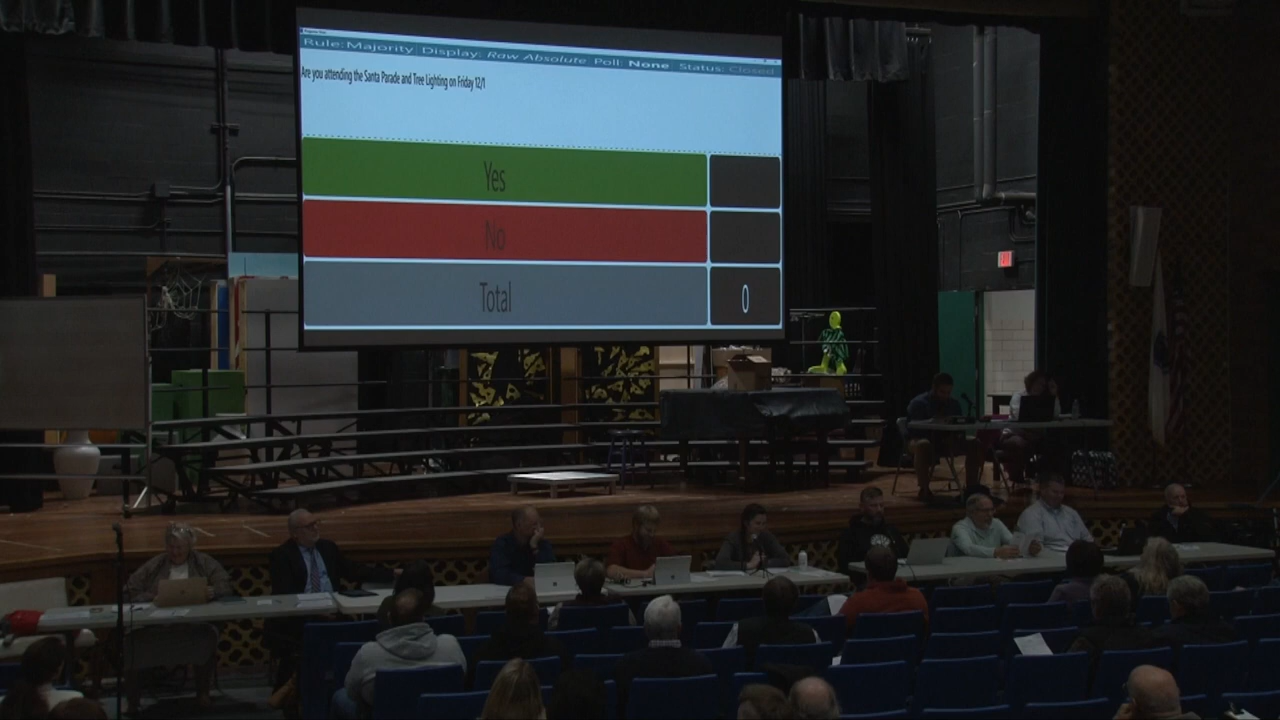 Rule: Majority Display: Raw Absolute Poll: None Status: Closed
Are you attending the Santa Parade and Tree Lighting on Friday 12/1
Yes
No
Total 0